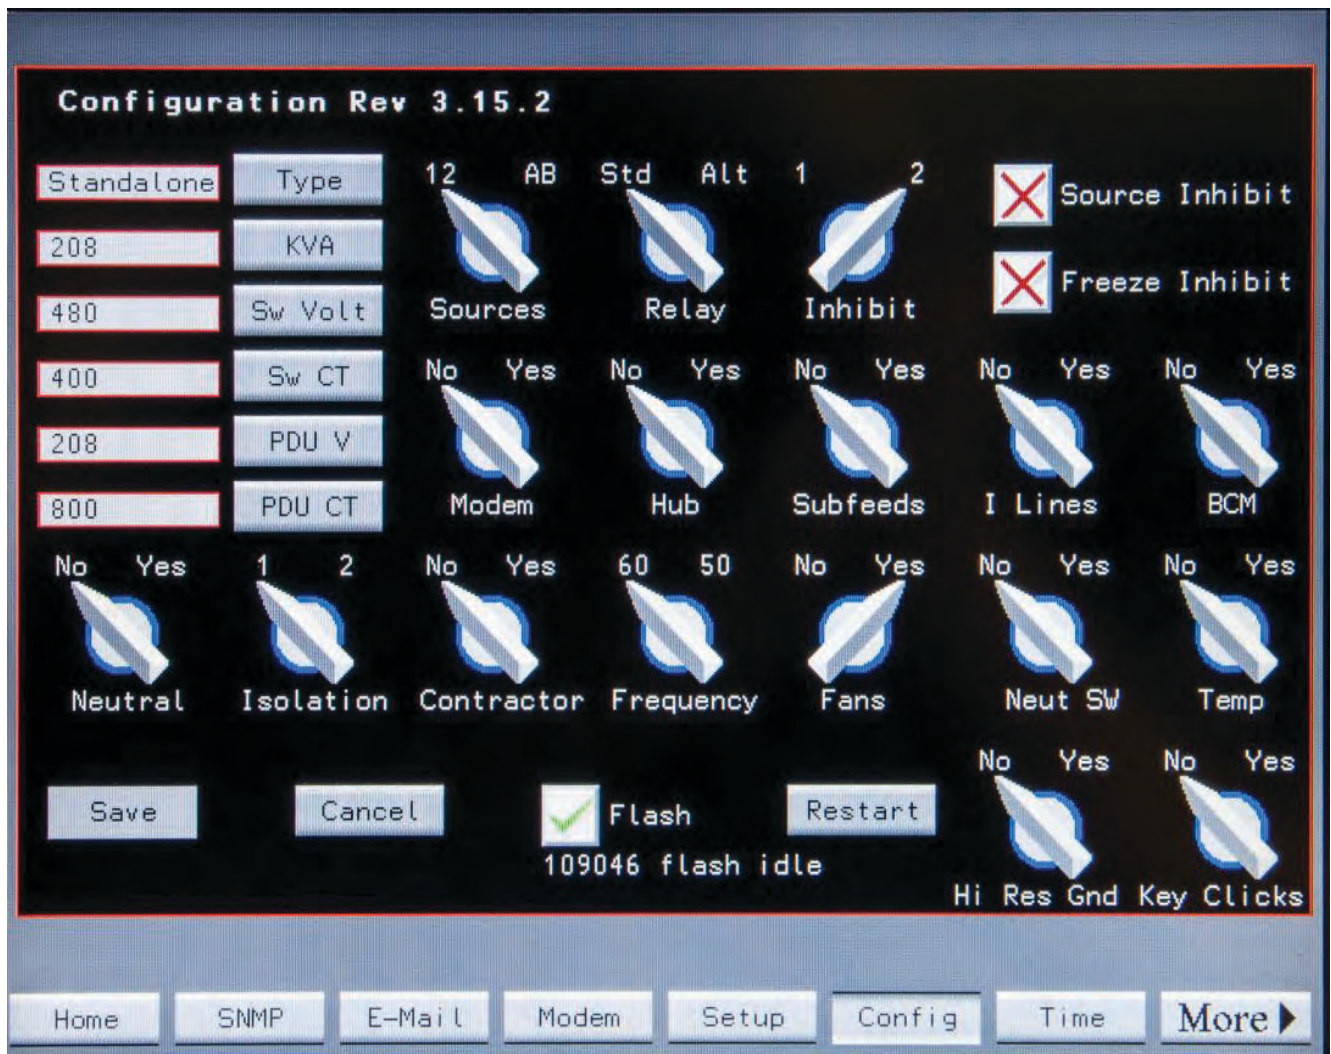 Configuration Rev 3.15.2
Standalone Type 12 AB Std Alt 1 2 Source Inhibit
208 KVA Freeze Inhibit
480 Sw Volt Sources Relay Inhibit
400 Sw CT No Yes No Yes No Yes No Yes No Yes
208 PDU V
800 PDU CT Modem Hub Subfeeds I Lines BCM
No Yes 1 2 No Yes 60 50 No Yes No Yes No Yes
Neutral Isolation Contractor Frequency Fans Neut SW Temp
No Yes No Yes
Save Cancel Flash Restart
109046 flash idle
Hi Res Gnd Key Clicks
Home SNMP E-Mail Modem Setup Config Time More